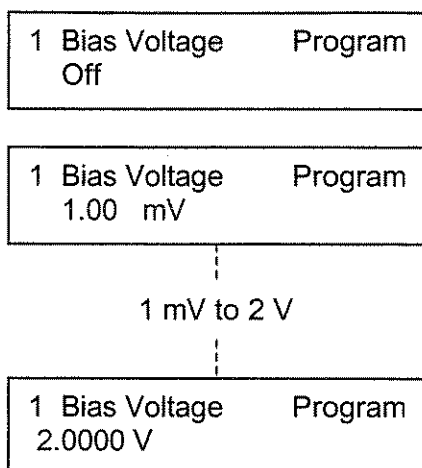 1 Bias Voltage Program
Off
1 Bias Voltage Program
1.00 mV
1 mV to 2 V
1 Bias Voltage Program
2.0000 V